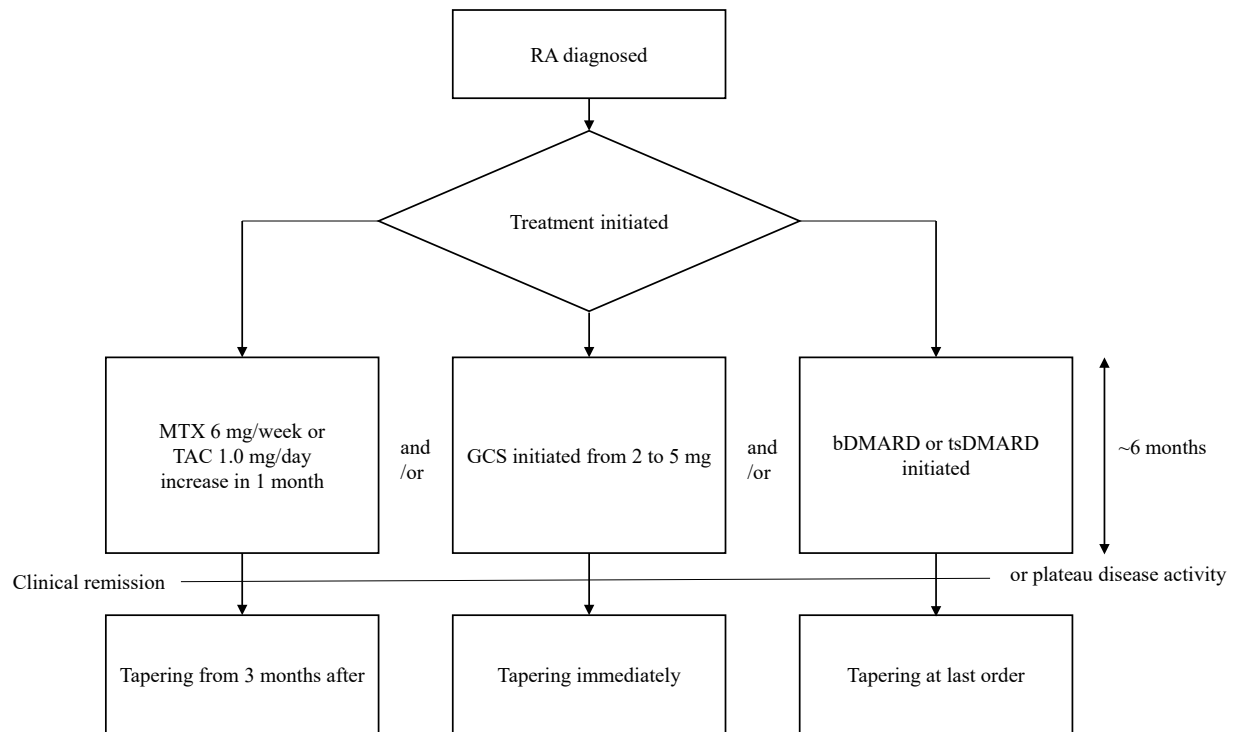 RA diagnosed
Treatment initiated
MTX 6 mg/week or
TAC 1.0 mg/day
increase in 1 month
and
/or
GCS initiated from 2 to 5 mg
and
/or
bDMARD or tsDMARD
initiated
~6 months
Clinical remission
or plateau disease activity
Tapering from 3 months after
Tapering immediately
Tapering at last order